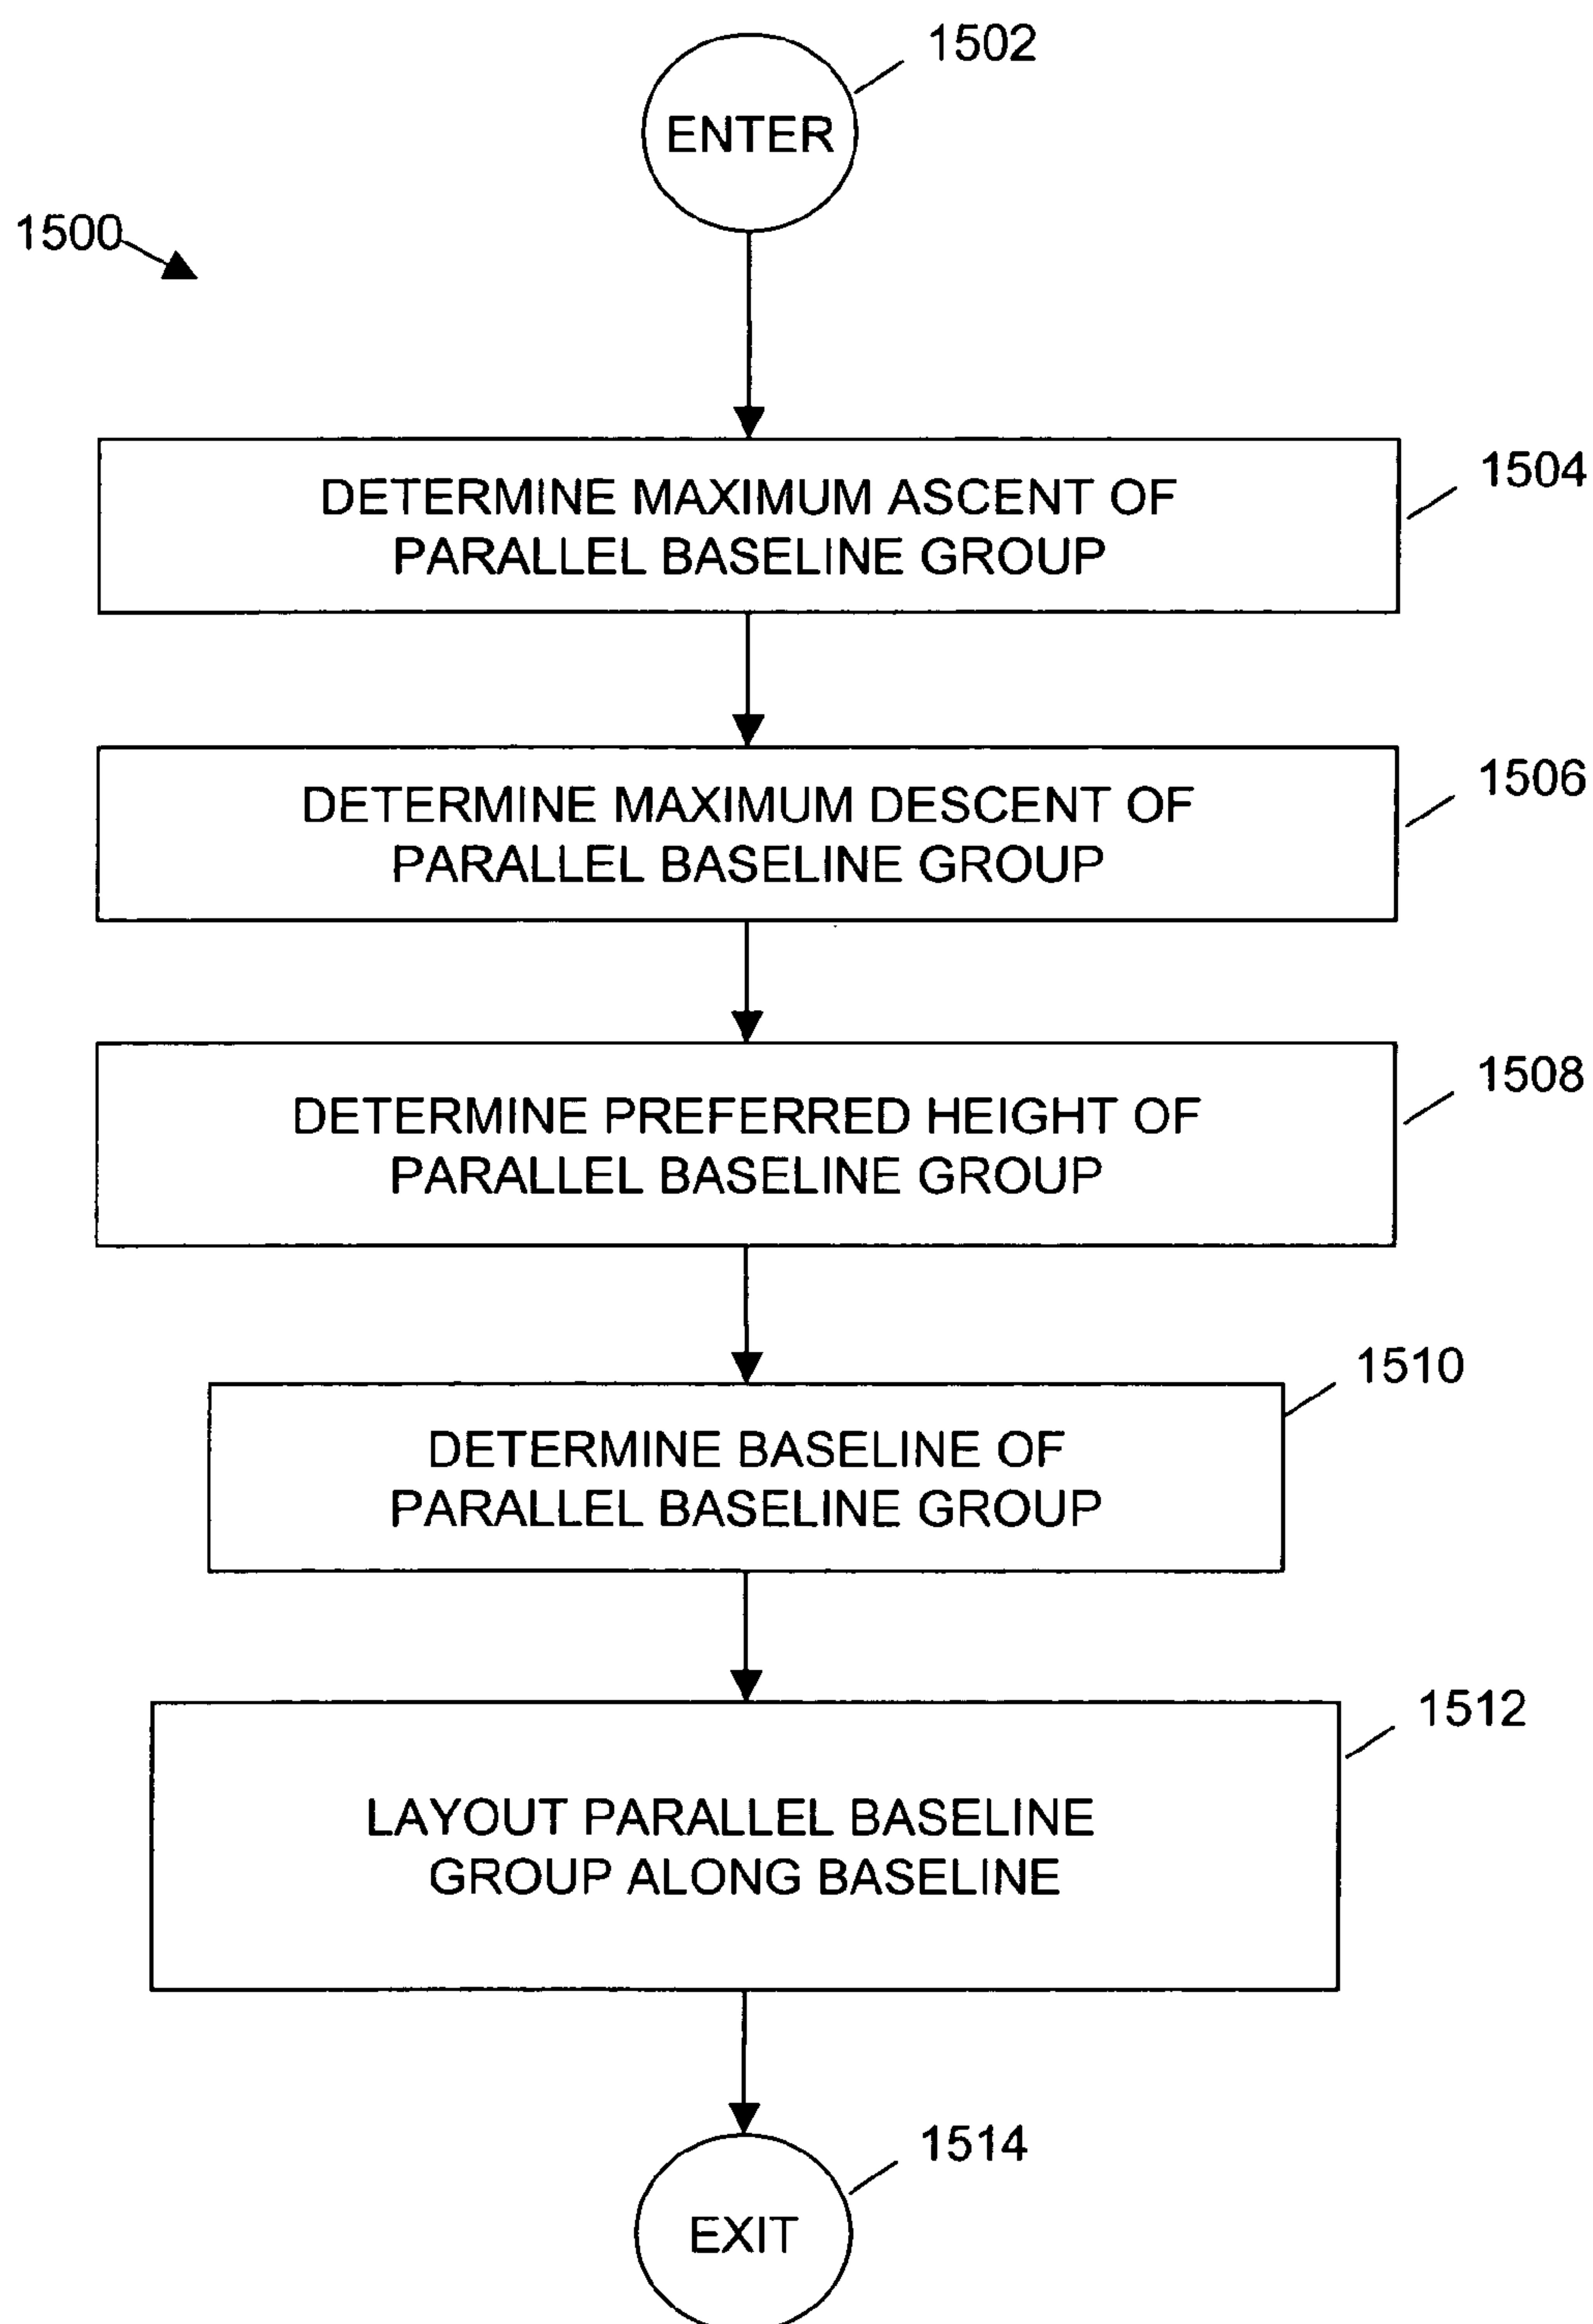 1502
ENTER
1500
1504
DETERMINE MAXIMUM ASCENT OF
PARALLEL BASELINE GROUP
1506
DETERMINE MAXIMUM DESCENT OF
PARALLEL BASELINE GROUP
1508
DETERMINE PREFERRED HEIGHT OF
PARALLEL BASELINE GROUP
1510
DETERMINE BASELINE OF
PARALLEL BASELINE GROUP
1512
LAYOUT PARALLEL BASELINE
GROUP ALONG BASELINE
1514
EXIT